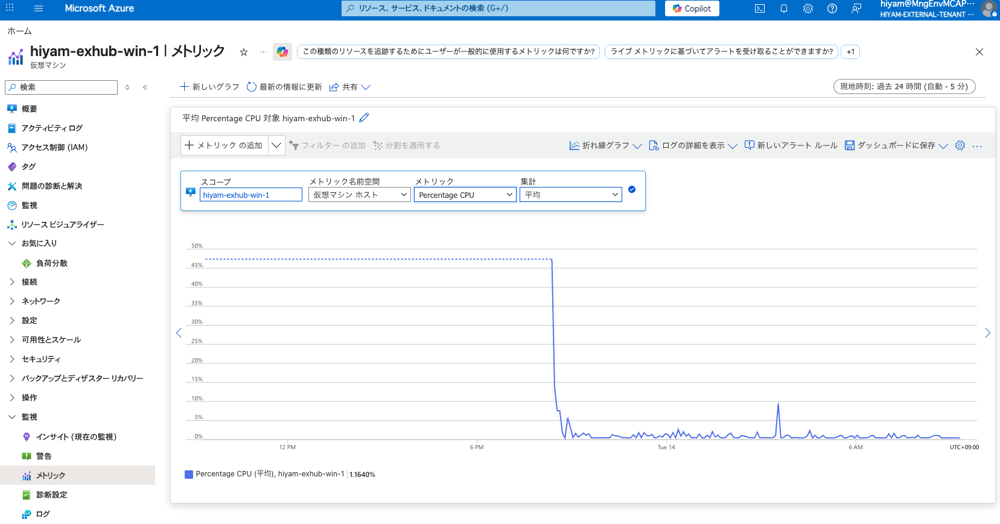 Microsoft Azure
リソース、サービス、ドキュメントの検索 (G+/)
Copilot
hiyam@MngEnvMCAP···
HIYAM-EXTERNAL-TENANT ···
ホーム
hiyam-exhub-win-1 | メトリック
仮想マシン
この種類のリソースを追跡するためにユーザーが一般的に使用するメトリックは何ですか?
ライブ メトリックに基づいてアラートを受け取ることができますか?
+1
検索
新しいグラフ
最新の情報に更新
共有
現地時刻: 過去 24 時間 (自動 - 5 分)
概要
アクティビティ ログ
アクセス制御 (IAM)
タグ
問題の診断と解決
監視
リソース ビジュアライザー
お気に入り
負荷分散
接続
ネットワーク
設定
可用性とスケール
セキュリティ
バックアップとディザスター リカバリー
操作
監視
インサイト (現在の監視)
警告
メトリック
診断設定
ログ
平均 Percentage CPU 対象 hiyam-exhub-win-1
メトリック の追加
フィルター の追加
分割を適用する
折れ線グラフ
ログの詳細を表示
新しいアラート ルール
ダッシュボードに保存
スコープ
hiyam-exhub-win-1
メトリック名前空間
仮想マシン ホスト
メトリック
Percentage CPU
集計
平均
50%
45%
40%
35%
30%
25%
20%
15%
10%
5%
0%
12 PM
6 PM
Tue 14
6 AM
UTC+09:00
Percentage CPU (平均), hiyam-exhub-win-1 | 1.1640%